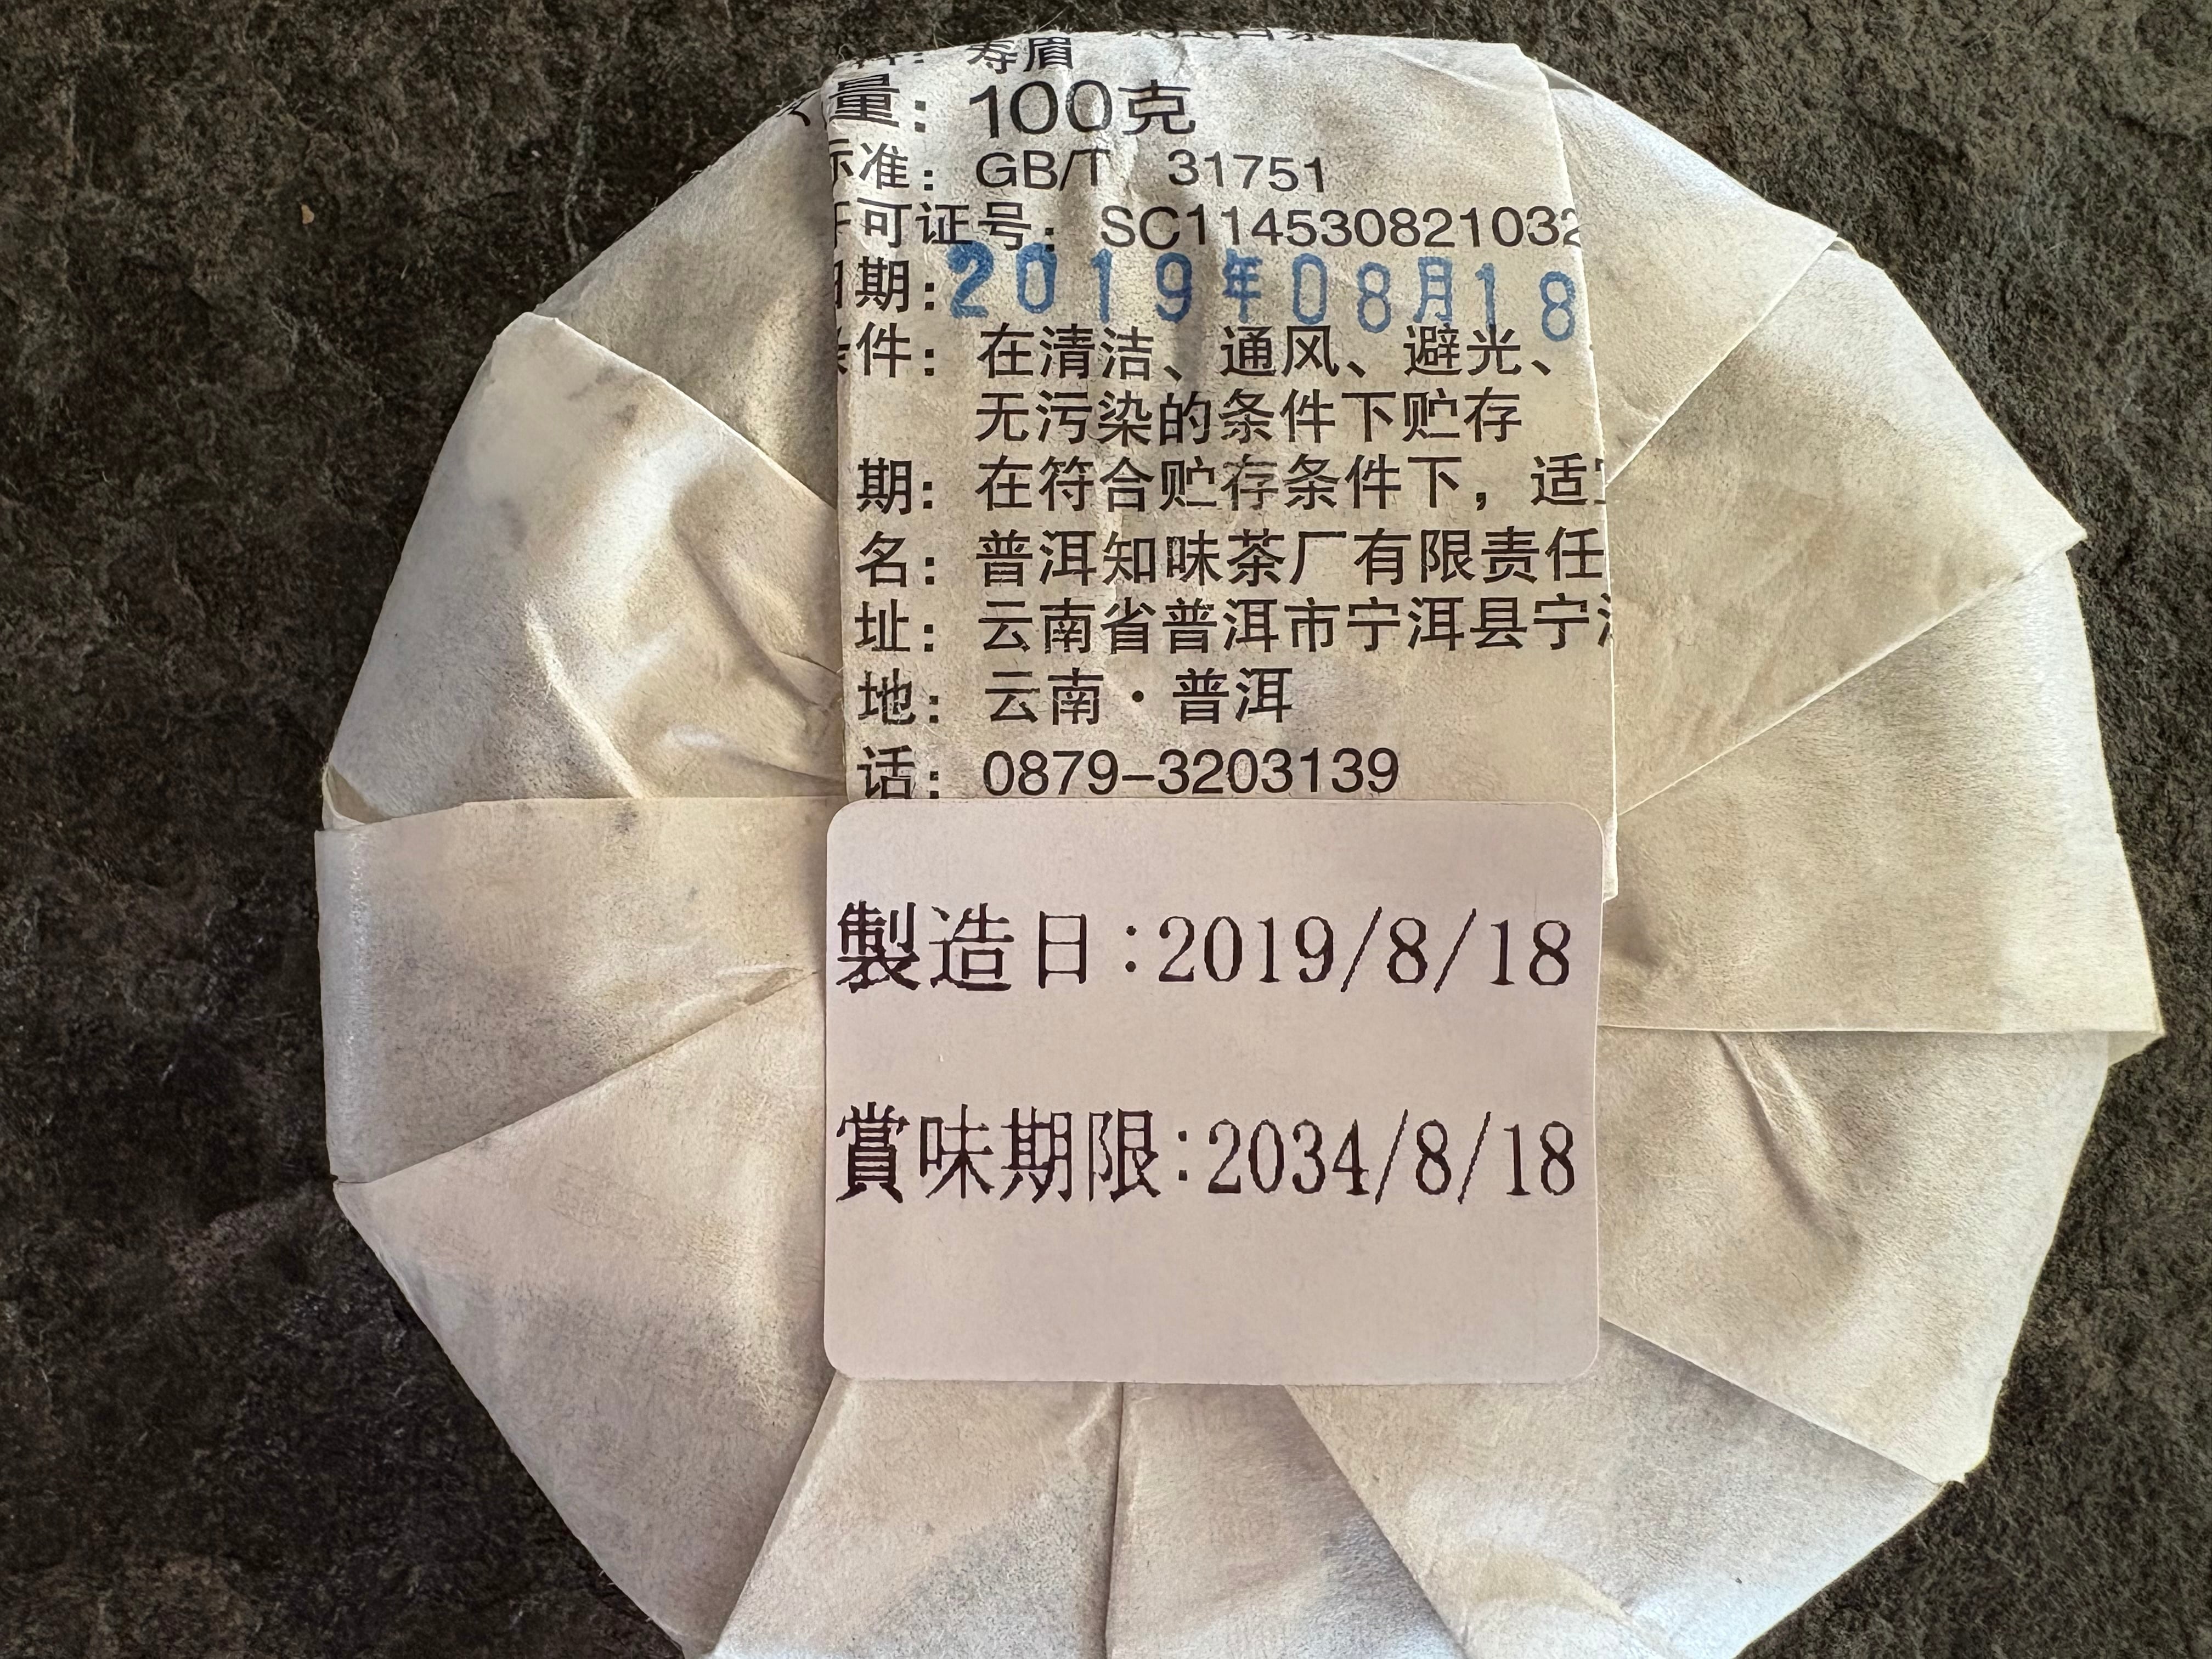 寿眉
量：100克
准：GB/T 31751
可证号：SC114530821032
期：2019年08月18
件：在清洁、通风、避光、
无污染的条件下贮存
期：在符合贮存条件下，适
名：普洱知味茶厂有限责任
址：云南省普洱市宁洱县宁
地：云南·普洱
话：0879-3203139
製造日:2019/8/18
賞味期限:2034/8/18